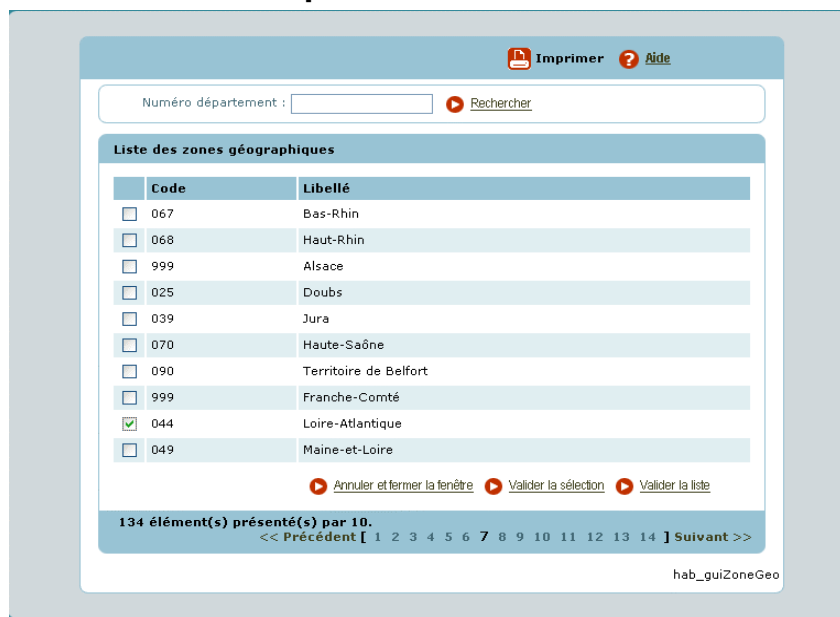 Imprimer Aide
Numéro département : Rechercher
Liste des zones géographiques
Code Libellé
067 Bas-Rhin
068 Haut-Rhin
999 Alsace
025 Doubs
039 Jura
070 Haute-Saône
090 Territoire de Belfort
999 Franche-Comté
044 Loire-Atlantique
049 Maine-et-Loire
Annuler et fermer la fenêtre Valider la sélection Valider la liste
134 élément(s) présenté(s) par 10.
<< Précédent [ 1 2 3 4 5 6 7 8 9 10 11 12 13 14 ] Suivant >>
hab_guiZoneGeo